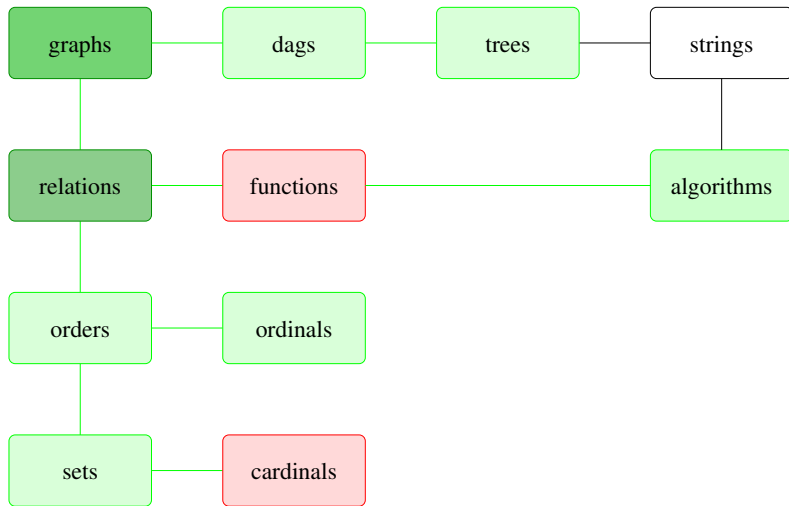 graphs
dags
trees
strings
relations
functions
algorithms
orders
ordinals
sets
cardinals